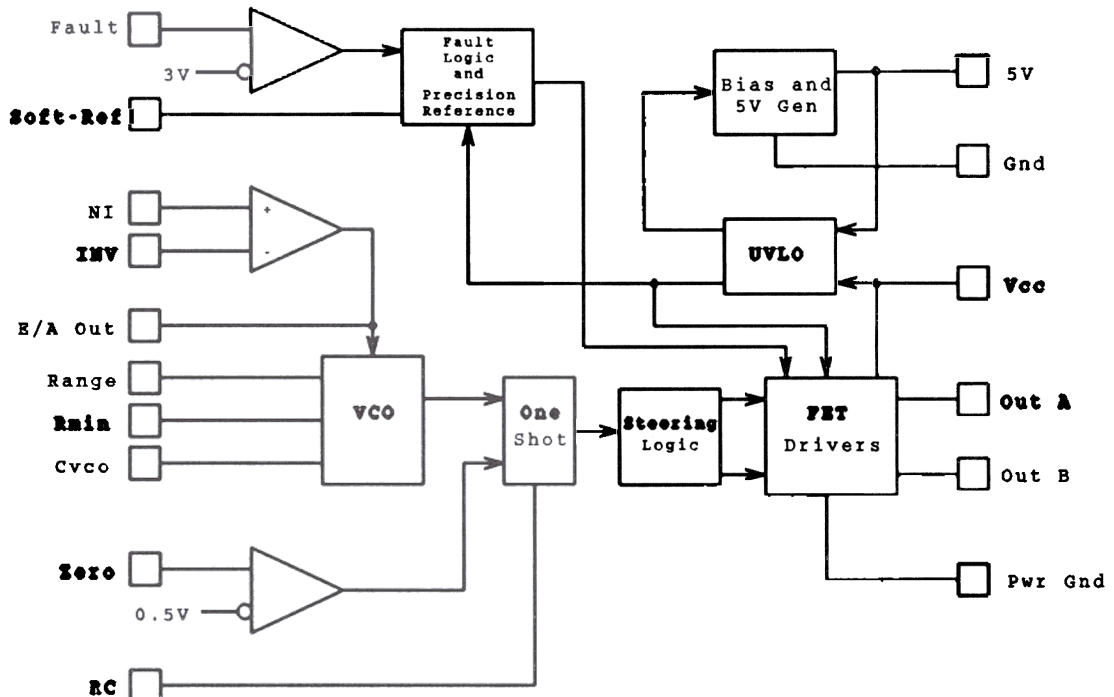 Fault
3V
Soft-Ref
Fault
Logic
and
Precision
Reference
Bias and
5V Gen
5V
Gnd
NI
+
INV
-
UVLO
Vcc
E/A Out
Range
Rmin
Cvco
VCO
One
Shot
Steering
Logic
FET
Drivers
Out A
Out B
Zero
0.5V
Pwr Gnd
RC